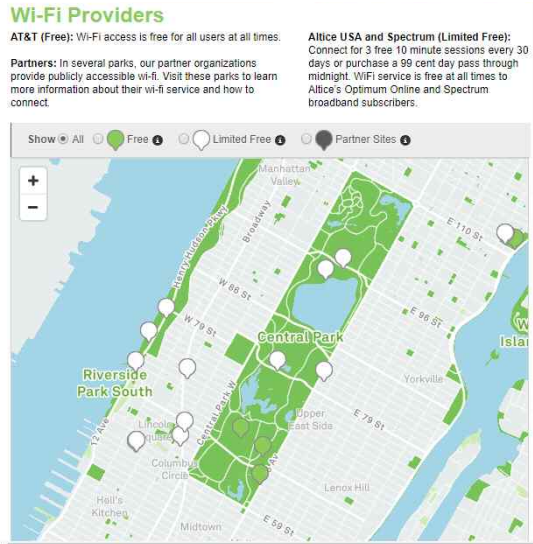 Wi-Fi Providers
AT&T (Free): Wi-Fi access is free for all users at all times.
Partners: In several parks, our partner organizations
provide publicly accessible wi-fi. Visit these parks to learn
more information about their wi-fi service and how to
connect.
Altice USA and Spectrum (Limited Free):
Connect for 3 free 10 minute sessions every 30
days or purchase a 99 cent day pass through
midnight. WiFi service is free at all times to
Altice's Optimum Online and Spectrum
broadband subscribers.
Show All Free i Limited Free i Partner Sites i
+
−
Manhattan
Valley
Henry Hudson Pkwy
Broadway
E 110 St
W 88 St
W 79 St
E 96 St
W
Islan
Central Park
Riverside
Park South
Yorkville
Central Park W
12 Ave
Upper
East Side
E 79 St
Lincoln
Square
Columbus
Circle
Av
Lenox Hill
Hell's
Kitchen
Midtown
E 59 St